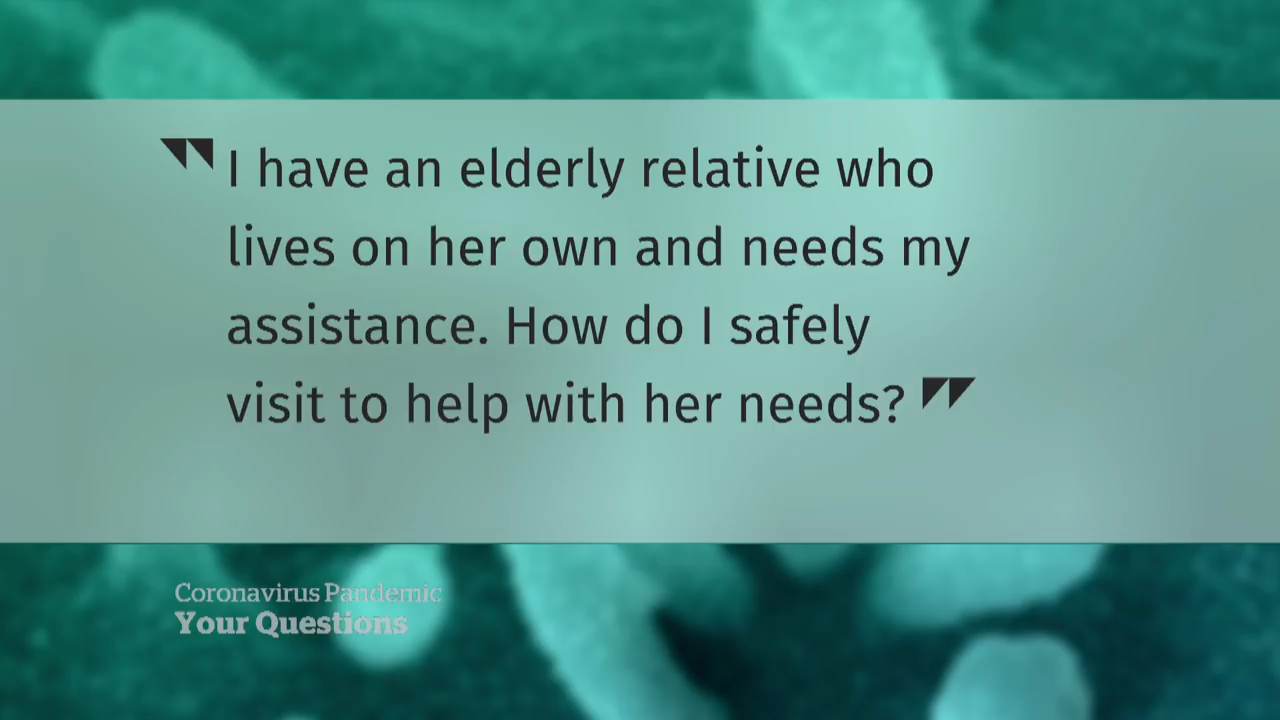 "I have an elderly relative who
lives on her own and needs my
assistance. How do I safely
visit to help with her needs?"
Coronavirus Pandemic
Your Questions